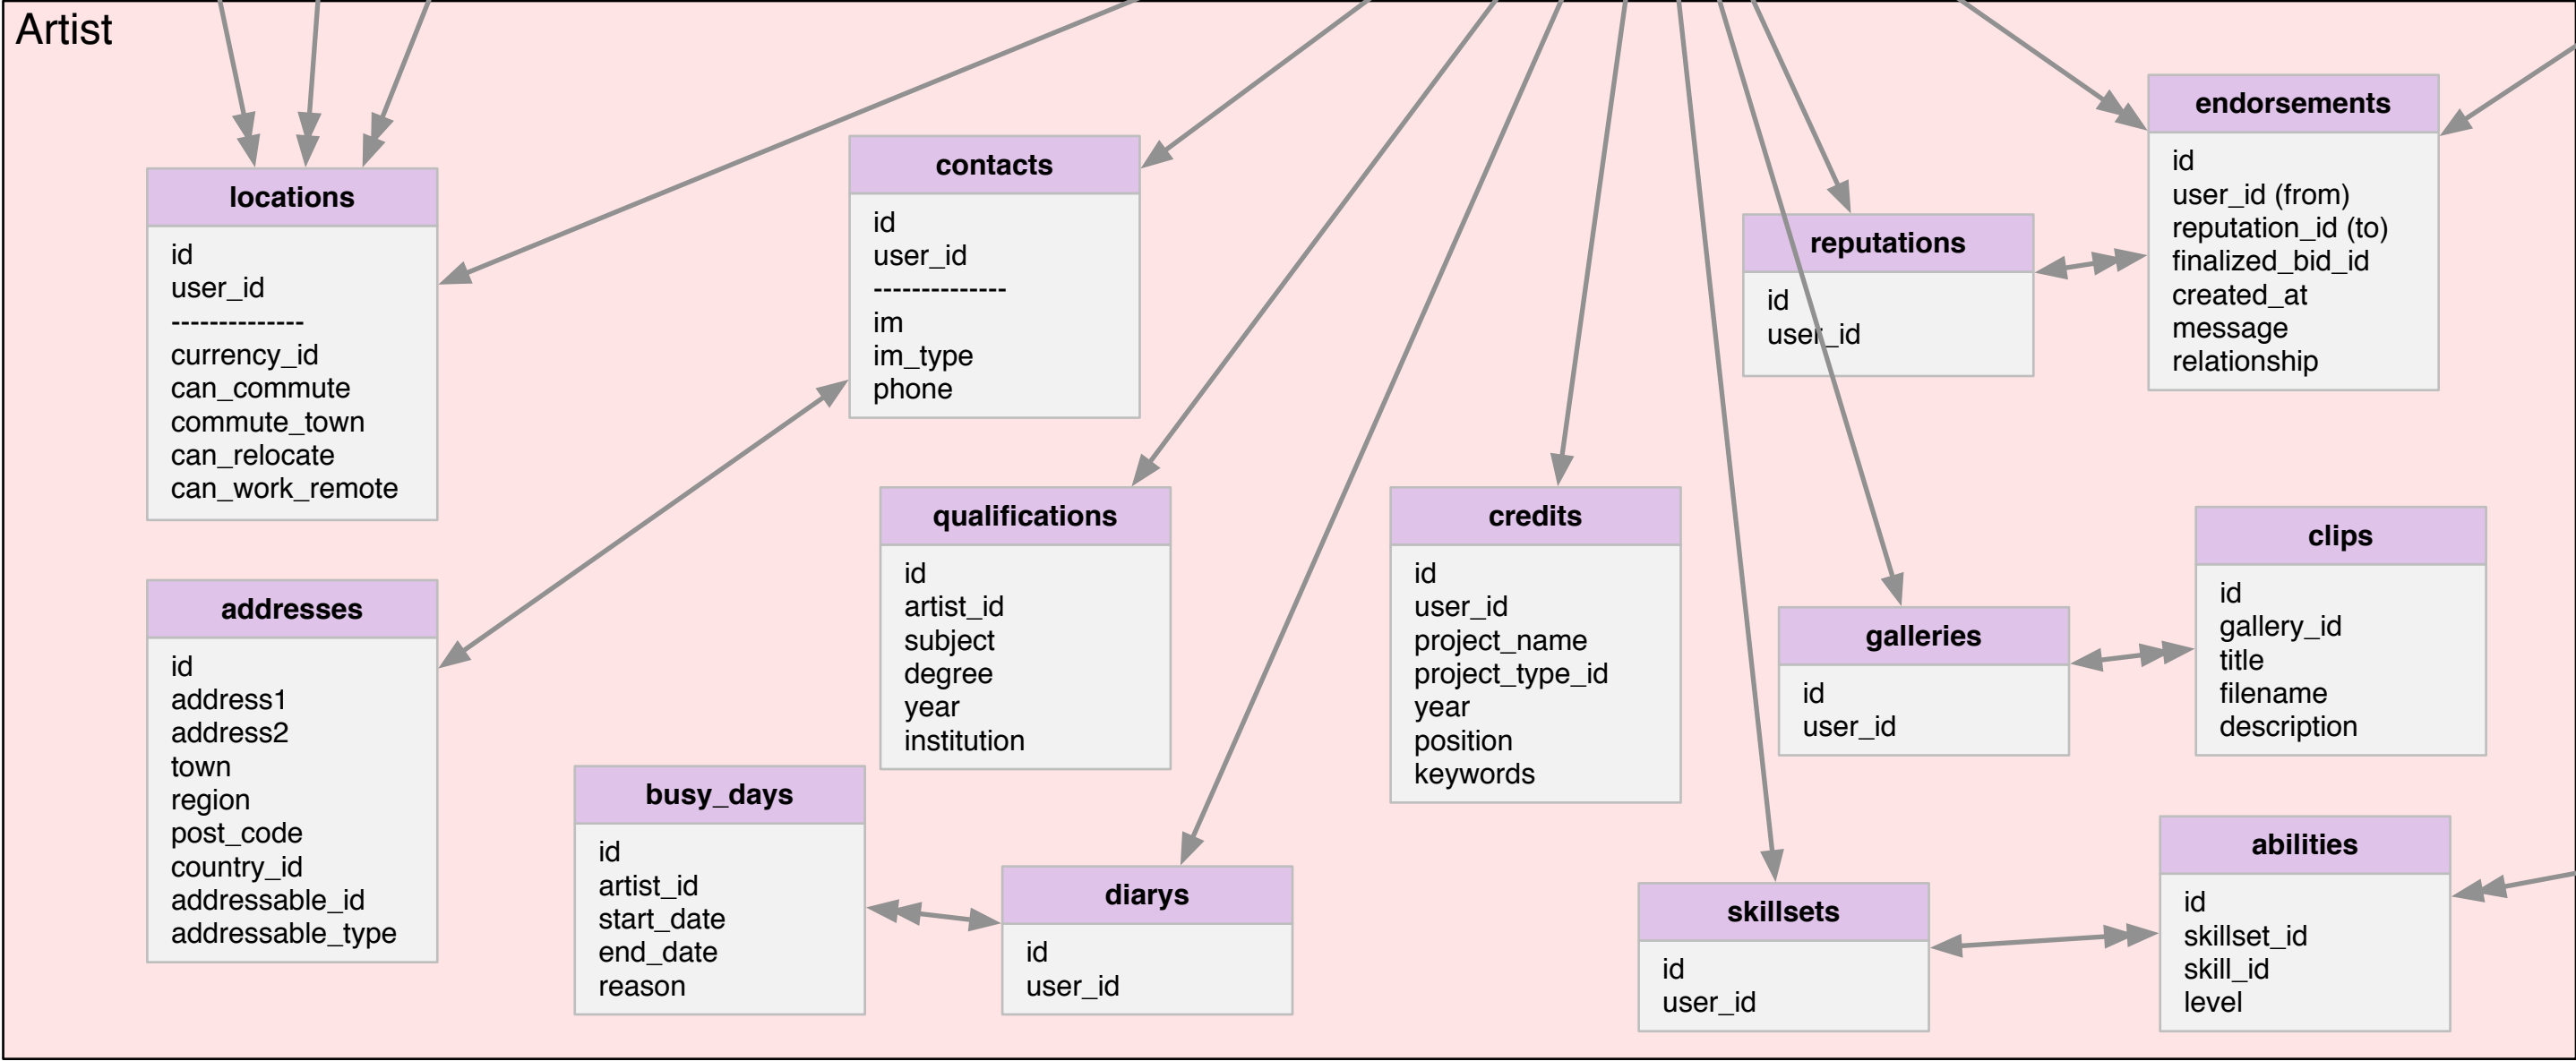 Artist
locations
id
user_id
--------------
currency_id
can_commute
commute_town
can_relocate
can_work_remote
contacts
id
user_id
--------------
im
im_type
phone
reputations
id
user_id
endorsements
id
user_id (from)
reputation_id (to)
finalized_bid_id
created_at
message
relationship
addresses
id
address1
address2
town
region
post_code
country_id
addressable_id
addressable_type
qualifications
id
artist_id
subject
degree
year
institution
credits
id
user_id
project_name
project_type_id
year
position
keywords
galleries
id
user_id
clips
id
gallery_id
title
filename
description
busy_days
id
artist_id
start_date
end_date
reason
diarys
id
user_id
skillsets
id
user_id
abilities
id
skillset_id
skill_id
level